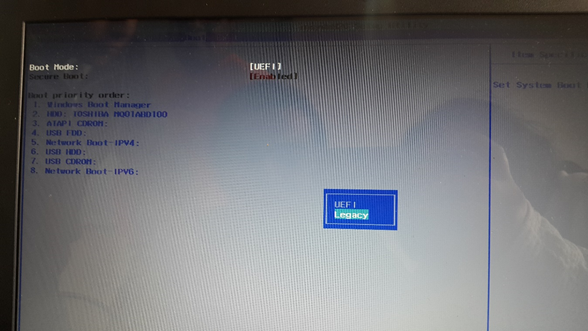 Item Specific
Boot Mode: [UEFI]
Secure Boot: [Enabled]
Set System Boot
Boot priority order:
1. Windows Boot Manager
2. HDD: TOSHIBA
3. ATAPI CDROM:
4. USB FDD:
5. Network Boot-IPV4:
6. USB HDD:
7. USB CDROM:
8. Network Boot-IPV6:
UEFI
Legacy